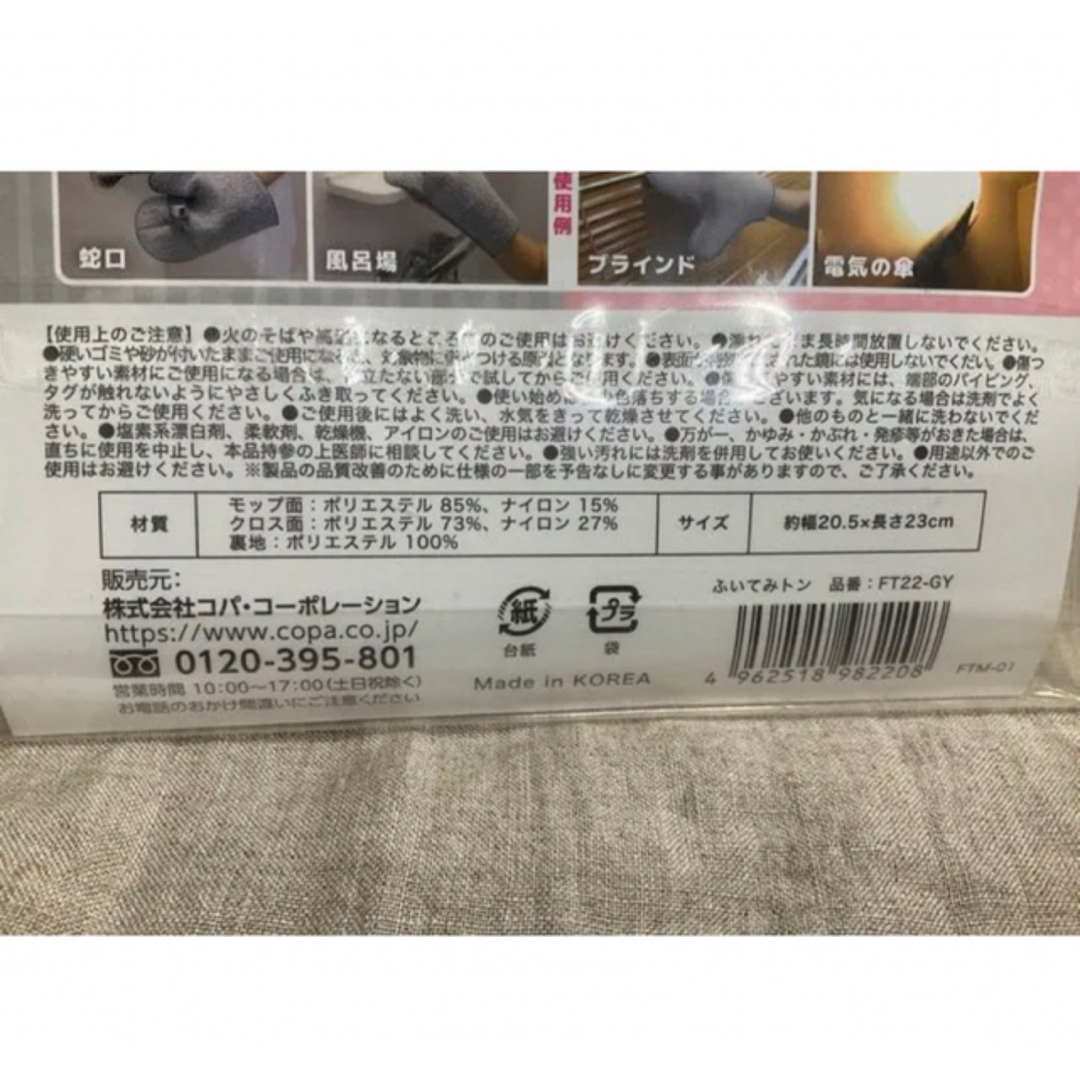 蛇口
風呂場
使用例
ブラインド
電気の傘
【使用上のご注意】●火のそばや高温になるところでのご使用はお避けください。●濡れたまま長時間放置しないでください。
●硬いゴミや砂が付いたままご使用になると、対象物に傷をつける原因となります。●表面が された鏡には使用しないでください。●傷つ
きやすい素材にご使用になる場合は、目立たない部分で試してからご使用ください。●傷つきやすい素材には、端部のパイピング、
タグが触れないようにやさしくふき取ってください。●使い始めは 色落ちする場合がございます。気になる場合は洗剤でよく
洗ってからご使用ください。●ご使用後にはよく洗い、水気をきって乾燥させてください。●他のものと一緒に洗わないでくだ
さい。●塩素系漂白剤、柔軟剤、乾燥機、アイロンのご使用はお避けください。●万が一、かゆみ・かぶれ・発疹等がおきた場合は、
直ちに使用を中止し、本品持参の上医師に相談してください。●強い汚れには洗剤を併用してお使いください。●用途以外でのご
使用はお避けください。※製品の品質改善のために仕様の一部を予告なしに変更する事がありますので、ご了承ください。
材質
モップ面：ポリエステル 85%、ナイロン 15%
クロス面：ポリエステル 73%、ナイロン 27%
裏地：ポリエステル 100%
サイズ
約幅20.5×長さ23cm
販売元：
株式会社コパ・コーポレーション
https://www.copa.co.jp/
0120-395-801
営業時間 10:00〜17:00（土日祝除く）
お電話のおかけ間違いにご注意ください
紙
台紙
プラ
袋
Made in KOREA
ふいてみトン 品番：FT22-GY
4 962518 982208
FTM-01